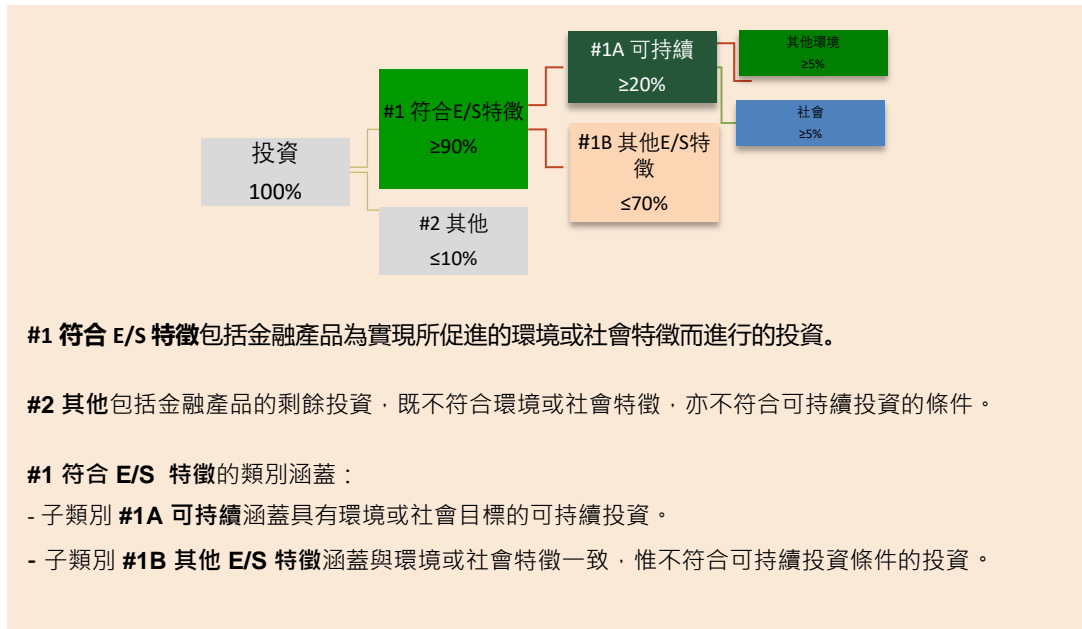 投資
100%
#1 符合E/S特徵
≥90%
#2 其他
≤10%
#1A 可持續
≥20%
#1B 其他E/S特
徵
≤70%
其他環境
≥5%
社會
≥5%
#1 符合 E/S 特徵包括金融產品為實現所促進的環境或社會特徵而進行的投資。
#2 其他包括金融產品的剩餘投資，既不符合環境或社會特徵，亦不符合可持續投資的條件。
#1 符合 E/S 特徵的類別涵蓋：
- 子類別 #1A 可持續涵蓋具有環境或社會目標的可持續投資。
- 子類別 #1B 其他 E/S 特徵涵蓋與環境或社會特徵一致，惟不符合可持續投資條件的投資。